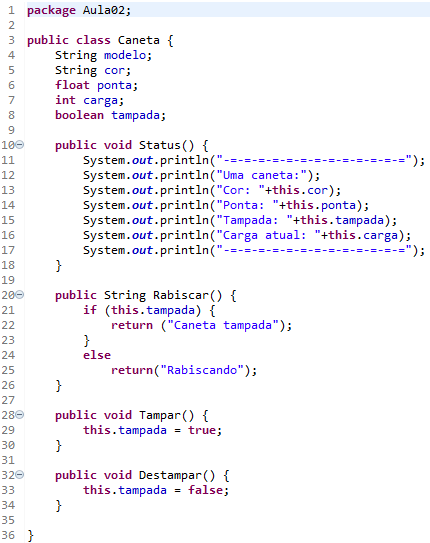 1 package Aula02;
2
3 public class Caneta {
4     String modelo;
5     String cor;
6     float ponta;
7     int carga;
8     boolean tampada;
9
10     public void Status() {
11         System.out.println("-=-=-=-=-=-=-=-=-=-=-=-=-=");
12         System.out.println("Uma caneta:");
13         System.out.println("Cor: "+this.cor);
14         System.out.println("Ponta: "+this.ponta);
15         System.out.println("Tampada: "+this.tampada);
16         System.out.println("Carga atual: "+this.carga);
17         System.out.println("-=-=-=-=-=-=-=-=-=-=-=-=-=");
18     }
19
20     public String Rabiscar() {
21         if (this.tampada) {
22             return ("Caneta tampada");
23         }
24         else
25             return("Rabiscando");
26     }
27
28     public void Tampar() {
29         this.tampada = true;
30     }
31
32     public void Destampar() {
33         this.tampada = false;
34     }
35
36 }